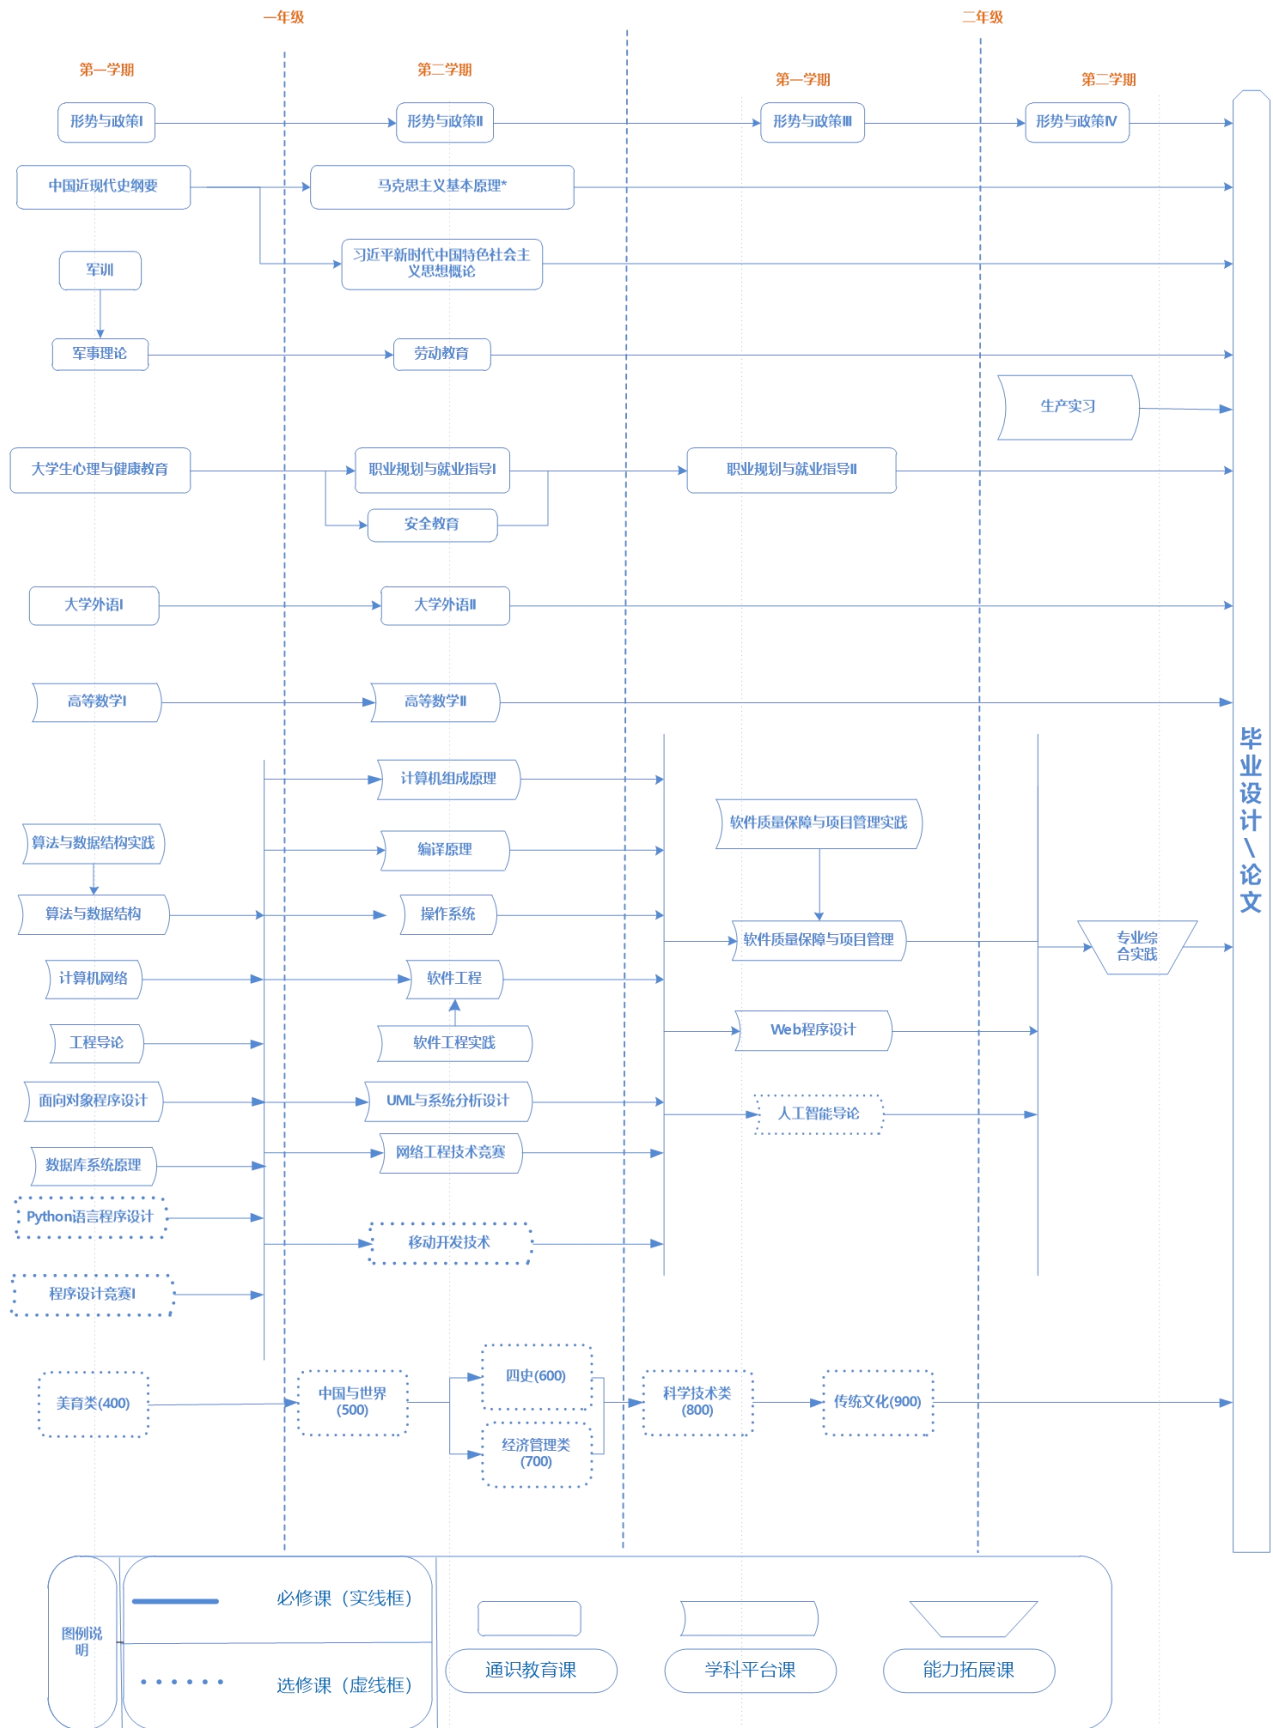 一年级
二年级
第一学期
第二学期
第一学期
第二学期
形势与政策Ⅰ
形势与政策Ⅱ
形势与政策Ⅲ
形势与政策Ⅳ
中国近现代史纲要
马克思主义基本原理*
习近平新时代中国特色社会主
义思想概论
军训
军事理论
劳动教育
生产实习
大学生心理与健康教育
职业规划与就业指导Ⅰ
职业规划与就业指导Ⅱ
安全教育
大学外语Ⅰ
大学外语Ⅱ
高等数学Ⅰ
高等数学Ⅱ
毕业设计\论文
计算机组成原理
软件质量保障与项目管理实践
算法与数据结构实践
编译原理
算法与数据结构
操作系统
软件质量保障与项目管理
专业综
合实践
计算机网络
软件工程
工程导论
软件工程实践
Web程序设计
面向对象程序设计
UML与系统分析设计
人工智能导论
数据库系统原理
网络工程技术竞赛
Python语言程序设计
移动开发技术
程序设计竞赛Ⅰ
美育类(400)
中国与世界
(500)
四史(600)
经济管理类
(700)
科学技术类
(800)
传统文化(900)
图例说
明
必修课（实线框）
选修课（虚线框）
通识教育课
学科平台课
能力拓展课